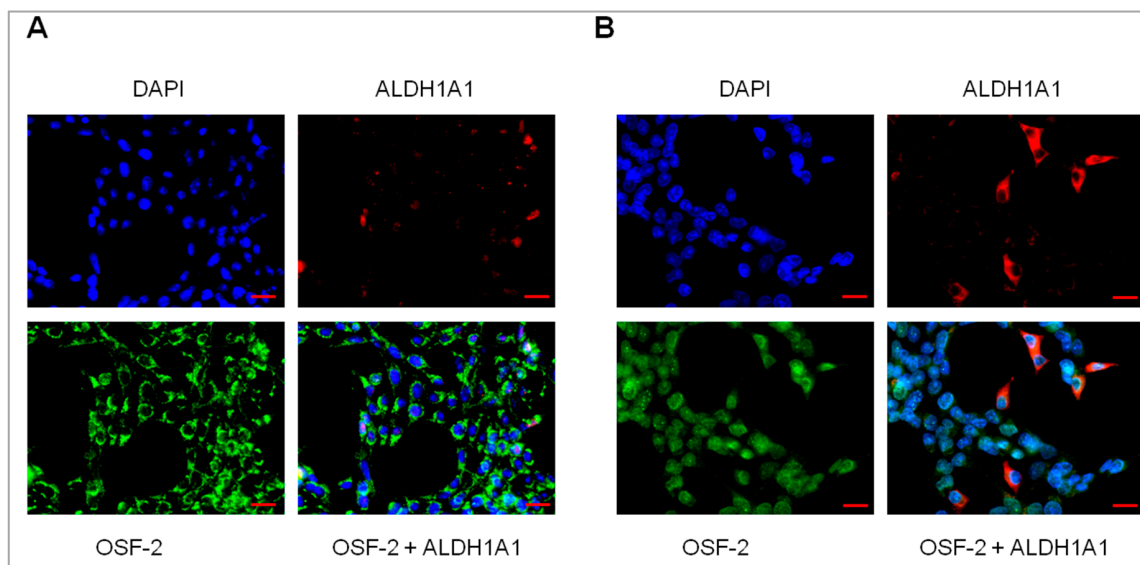 A
B
DAPI
ALDH1A1
DAPI
ALDH1A1
OSF-2
OSF-2 + ALDH1A1
OSF-2
OSF-2 + ALDH1A1